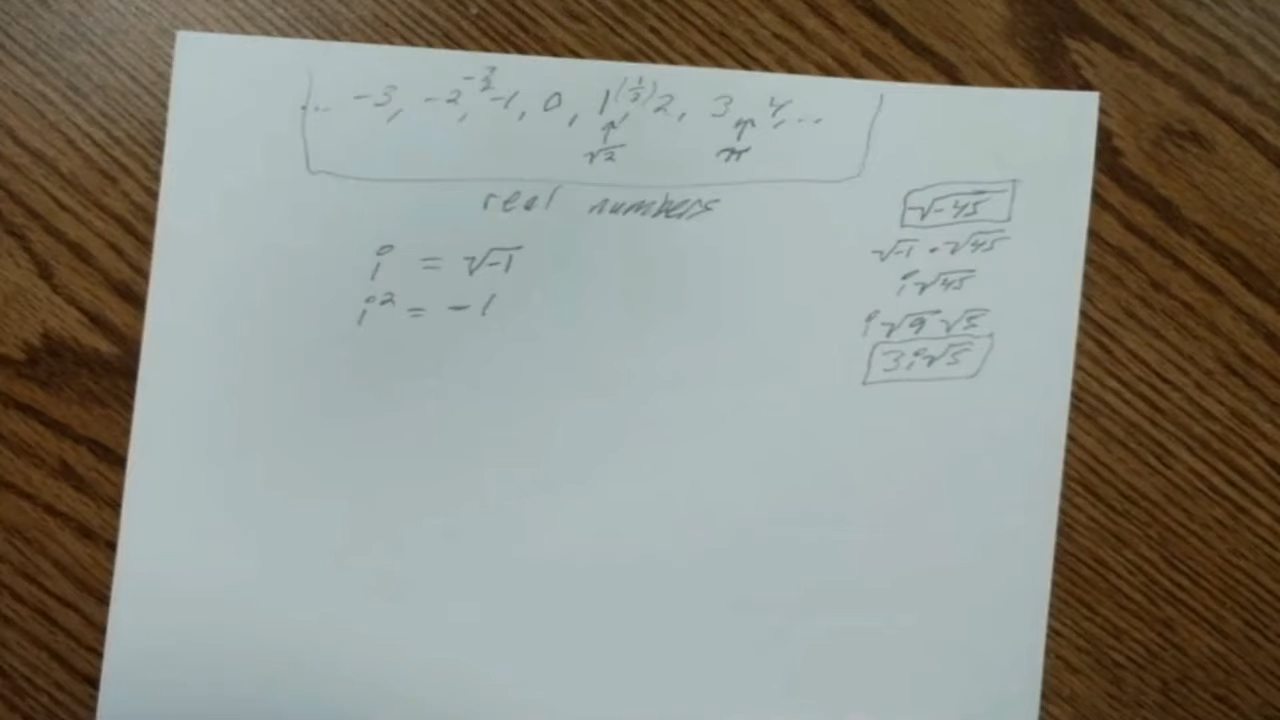 ... -3, -2, -3/2 -1, 0, 1, (1/2) 2, 3, 4, ...
↑ ↑
√2 π
real numbers
i = √-1
i² = -1
√-45
√-1 · √45
i√45
i√9 √5
3i√5